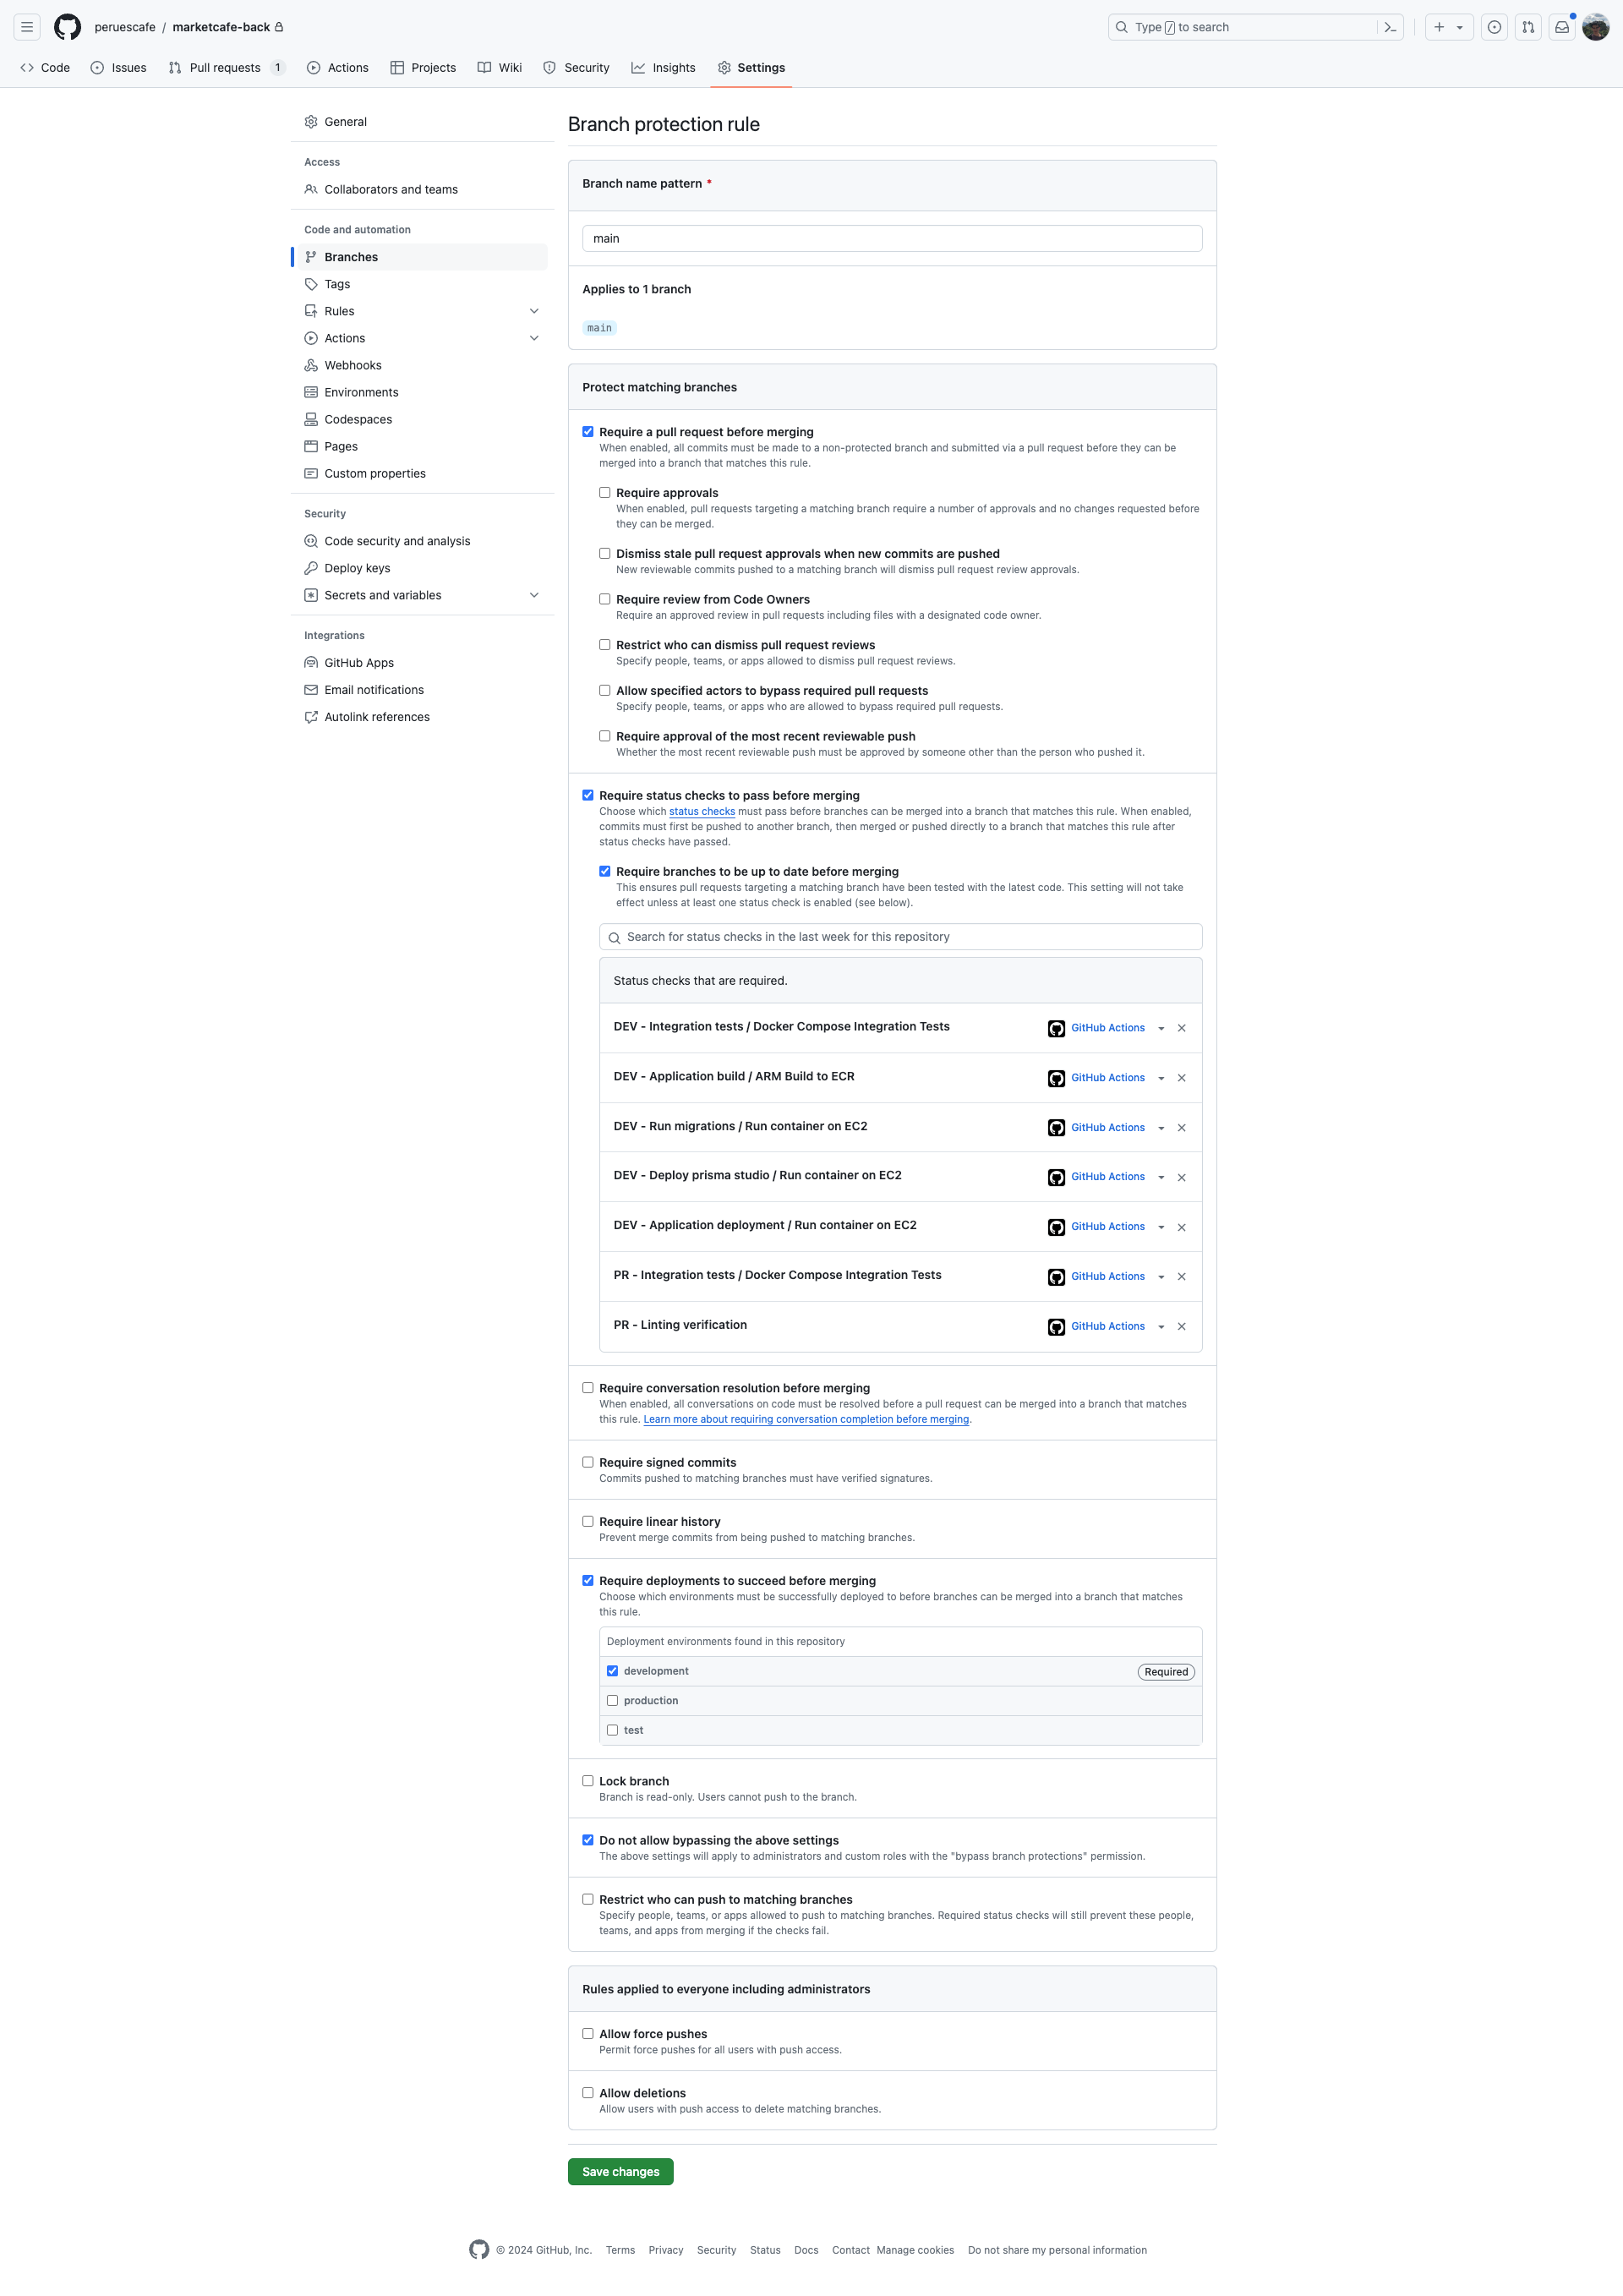 peruescafe / marketcafe-back
Type / to search
Code
Issues
Pull requests 1
Actions
Projects
Wiki
Security
Insights
Settings
General
Access
Collaborators and teams
Code and automation
Branches
Tags
Rules
Actions
Webhooks
Environments
Codespaces
Pages
Custom properties
Security
Code security and analysis
Deploy keys
Secrets and variables
Integrations
GitHub Apps
Email notifications
Autolink references
Branch protection rule
Branch name pattern *
main
Applies to 1 branch
main
Protect matching branches
Require a pull request before merging
When enabled, all commits must be made to a non-protected branch and submitted via a pull request before they can be
merged into a branch that matches this rule.
Require approvals
When enabled, pull requests targeting a matching branch require a number of approvals and no changes requested before
they can be merged.
Dismiss stale pull request approvals when new commits are pushed
New reviewable commits pushed to a matching branch will dismiss pull request review approvals.
Require review from Code Owners
Require an approved review in pull requests including files with a designated code owner.
Restrict who can dismiss pull request reviews
Specify people, teams, or apps allowed to dismiss pull request reviews.
Allow specified actors to bypass required pull requests
Specify people, teams, or apps who are allowed to bypass required pull requests.
Require approval of the most recent reviewable push
Whether the most recent reviewable push must be approved by someone other than the person who pushed it.
Require status checks to pass before merging
Choose which status checks must pass before branches can be merged into a branch that matches this rule. When enabled,
commits must first be pushed to another branch, then merged or pushed directly to a branch that matches this rule after
status checks have passed.
Require branches to be up to date before merging
This ensures pull requests targeting a matching branch have been tested with the latest code. This setting will not take
effect unless at least one status check is enabled (see below).
Search for status checks in the last week for this repository
Status checks that are required.
DEV - Integration tests / Docker Compose Integration Tests GitHub Actions
DEV - Application build / ARM Build to ECR GitHub Actions
DEV - Run migrations / Run container on EC2 GitHub Actions
DEV - Deploy prisma studio / Run container on EC2 GitHub Actions
DEV - Application deployment / Run container on EC2 GitHub Actions
PR - Integration tests / Docker Compose Integration Tests GitHub Actions
PR - Linting verification GitHub Actions
Require conversation resolution before merging
When enabled, all conversations on code must be resolved before a pull request can be merged into a branch that matches
this rule. Learn more about requiring conversation completion before merging.
Require signed commits
Commits pushed to matching branches must have verified signatures.
Require linear history
Prevent merge commits from being pushed to matching branches.
Require deployments to succeed before merging
Choose which environments must be successfully deployed to before branches can be merged into a branch that matches
this rule.
Deployment environments found in this repository
development Required
production
test
Lock branch
Branch is read-only. Users cannot push to the branch.
Do not allow bypassing the above settings
The above settings will apply to administrators and custom roles with the "bypass branch protections" permission.
Restrict who can push to matching branches
Specify people, teams, or apps allowed to push to matching branches. Required status checks will still prevent these people,
teams, and apps from merging if the checks fail.
Rules applied to everyone including administrators
Allow force pushes
Permit force pushes for all users with push access.
Allow deletions
Allow users with push access to delete matching branches.
Save changes
© 2024 GitHub, Inc. Terms Privacy Security Status Docs Contact Manage cookies Do not share my personal information